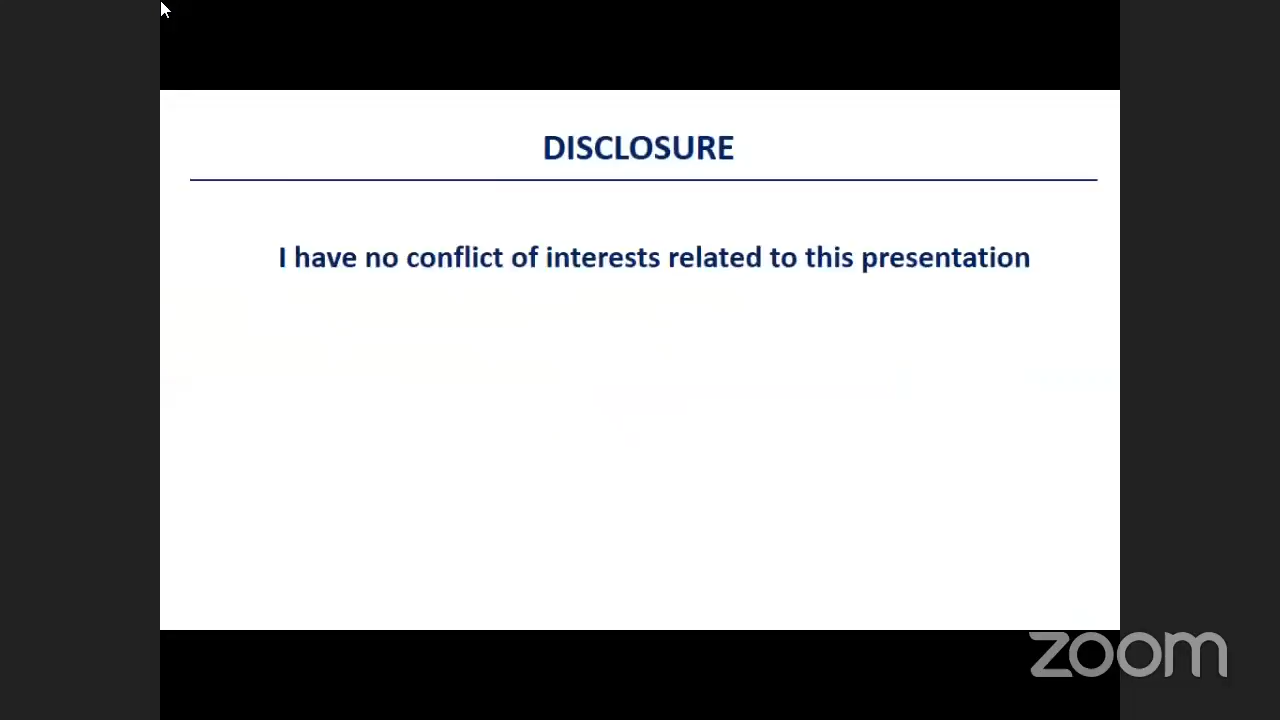 DISCLOSURE
I have no conflict of interests related to this presentation
zoom